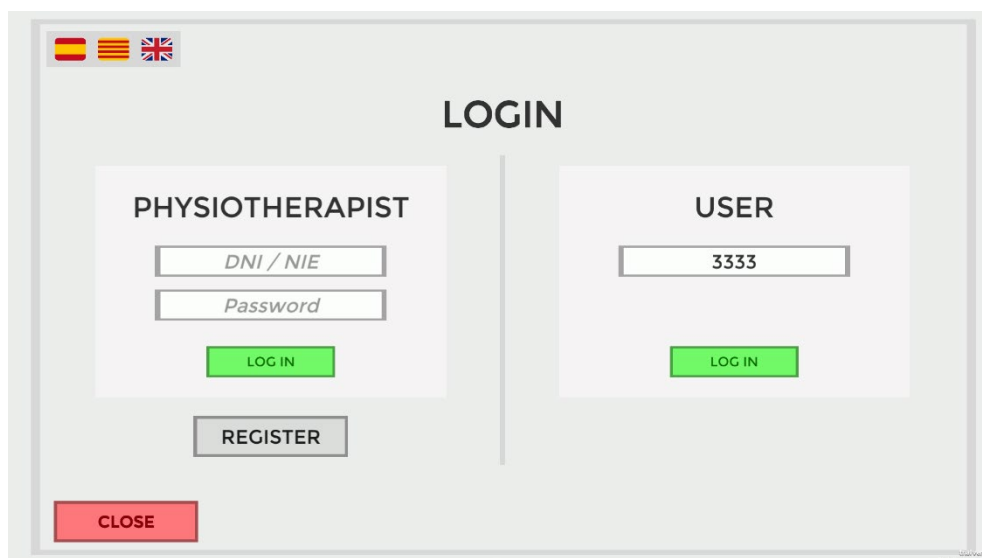 LOGIN
PHYSIOTHERAPIST
DNI / NIE
Password
LOG IN
REGISTER
USER
3333
LOG IN
CLOSE